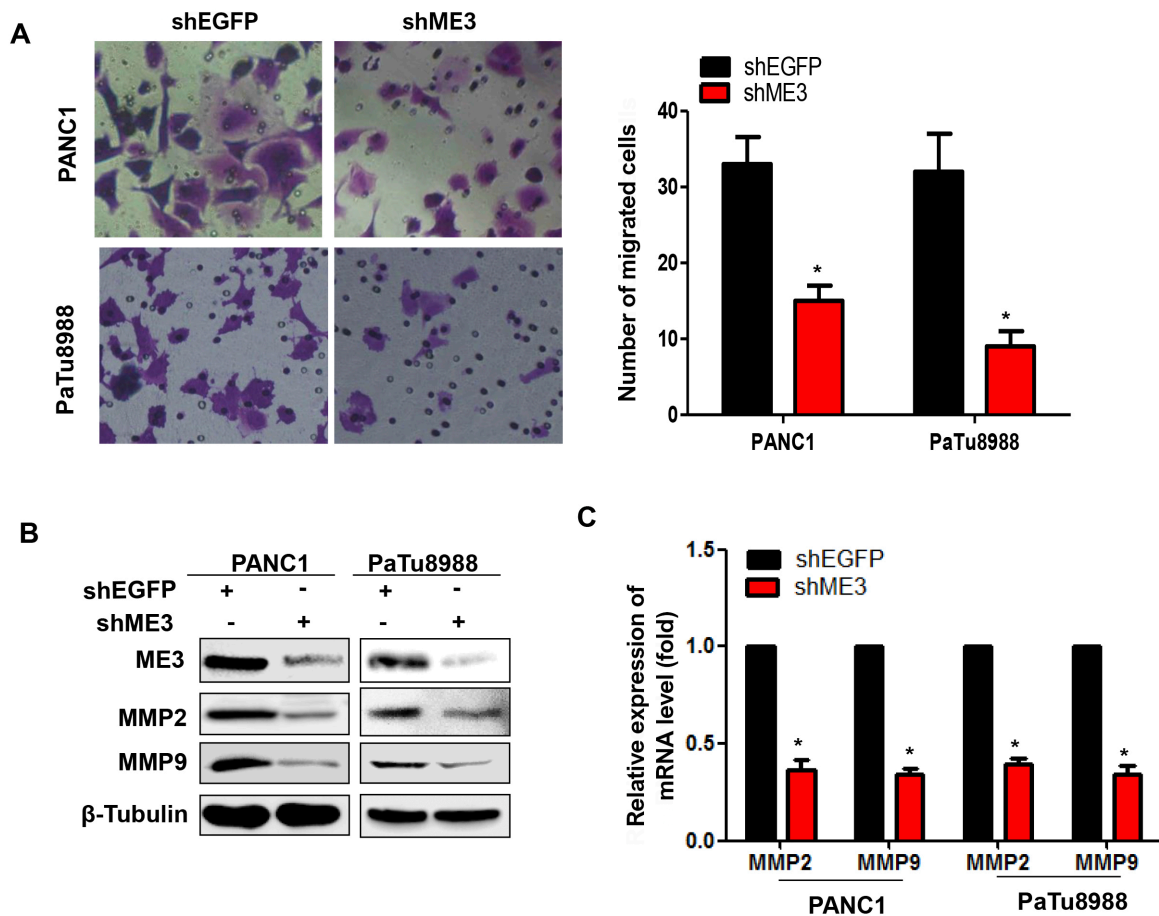 A
shEGFP
shME3
PANC1
PaTu8988
shEGFP
shME3
Number of migrated cells
40
30
20
10
0
*
*
PANC1
PaTu8988
B
PANC1
PaTu8988
shEGFP + - + -
shME3 - + - +
ME3
MMP2
MMP9
β-Tubulin
C
shEGFP
shME3
Relative expression of
mRNA level (fold)
1.5
1.0
0.5
0.0
* * * *
MMP2 MMP9 MMP2 MMP9
PANC1
PaTu8988